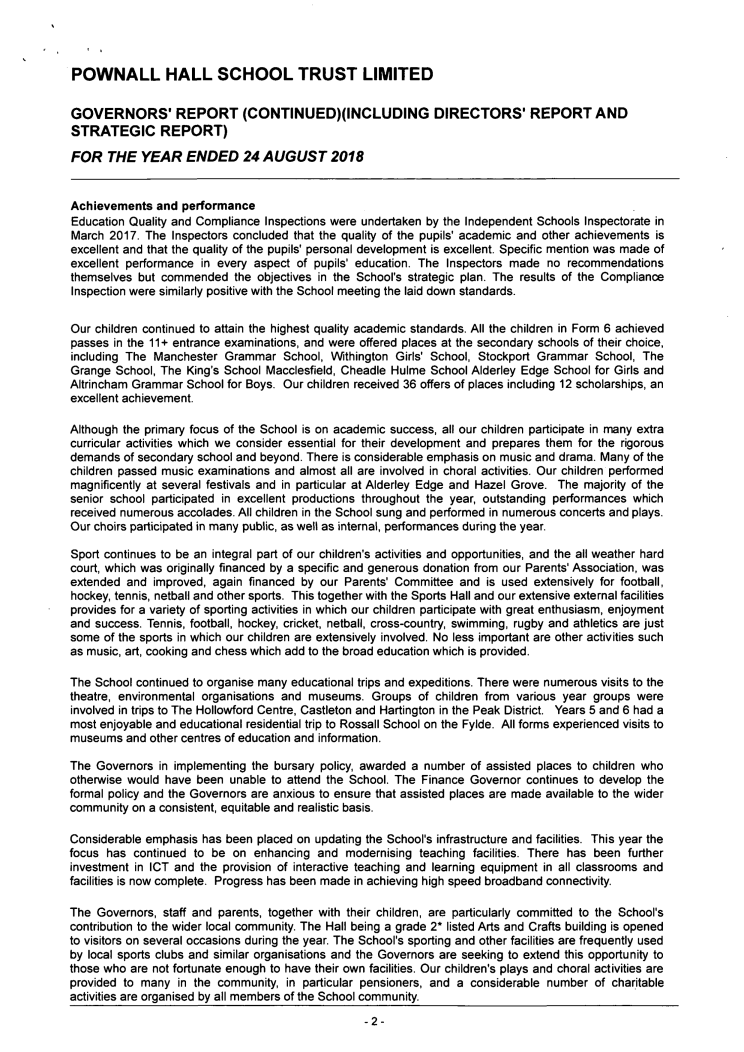 POWNALL HALL SCHOOL TRUST LIMITED
GOVERNORS' REPORT (CONTINUED)(INCLUDING DIRECTORS' REPORT AND
STRATEGIC REPORT)
FOR THE YEAR ENDED 24 AUGUST 2018
Achievements and performance
Education Quality and Compliance Inspections were undertaken by the Independent Schools Inspectorate in
March 2017. The Inspectors concluded that the quality of the pupils' academic and other achievements is
excellent and that the quality of the pupils' personal development is excellent. Specific mention was made of
excellent performance in every aspect of pupils' education. The Inspectors made no recommendations
themselves but commended the objectives in the School's strategic plan. The results of the Compliance
Inspection were similarly positive with the School meeting the laid down standards.
Our children continued to attain the highest quality academic standards. All the children in Form 6 achieved
passes in the 11+ entrance examinations, and were offered places at the secondary schools of their choice,
including The Manchester Grammar School, Withington Girls' School, Stockport Grammar School, The
Grange School, The King's School Macclesfield, Cheadle Hulme School Alderley Edge School for Girls and
Altrincham Grammar School for Boys. Our children received 36 offers of places including 12 scholarships, an
excellent achievement.
Although the primary focus of the School is on academic success, all our children participate in many extra
curricular activities which we consider essential for their development and prepares them for the rigorous
demands of secondary school and beyond. There is considerable emphasis on music and drama. Many of the
children passed music examinations and almost all are involved in choral activities. Our children performed
magnificently at several festivals and in particular at Alderley Edge and Hazel Grove. The majority of the
senior school participated in excellent productions throughout the year, outstanding performances which
received numerous accolades. All children in the School sung and performed in numerous concerts and plays.
Our choirs participated in many public, as well as internal, performances during the year.
Sport continues to be an integral part of our children's activities and opportunities, and the all weather hard
court, which was originally financed by a specific and generous donation from our Parents' Association, was
extended and improved, again financed by our Parents' Committee and is used extensively for football,
hockey, tennis, netball and other sports. This together with the Sports Hall and our extensive external facilities
provides for a variety of sporting activities in which our children participate with great enthusiasm, enjoyment
and success. Tennis, football, hockey, cricket, netball, cross-country, swimming, rugby and athletics are just
some of the sports in which our children are extensively involved. No less important are other activities such
as music, art, cooking and chess which add to the broad education which is provided.
The School continued to organise many educational trips and expeditions. There were numerous visits to the
theatre, environmental organisations and museums. Groups of children from various year groups were
involved in trips to The Hollowford Centre, Castleton and Hartington in the Peak District. Years 5 and 6 had a
most enjoyable and educational residential trip to Rossall School on the Fylde. All forms experienced visits to
museums and other centres of education and information.
The Governors in implementing the bursary policy, awarded a number of assisted places to children who
otherwise would have been unable to attend the School. The Finance Governor continues to develop the
formal policy and the Governors are anxious to ensure that assisted places are made available to the wider
community on a consistent, equitable and realistic basis.
Considerable emphasis has been placed on updating the School's infrastructure and facilities. This year the
focus has continued to be on enhancing and modernising teaching facilities. There has been further
investment in ICT and the provision of interactive teaching and learning equipment in all classrooms and
facilities is now complete. Progress has been made in achieving high speed broadband connectivity.
The Governors, staff and parents, together with their children, are particularly committed to the School's
contribution to the wider local community. The Hall being a grade 2* listed Arts and Crafts building is opened
to visitors on several occasions during the year. The School's sporting and other facilities are frequently used
by local sports clubs and similar organisations and the Governors are seeking to extend this opportunity to
those who are not fortunate enough to have their own facilities. Our children's plays and choral activities are
provided to many in the community, in particular pensioners, and a considerable number of charitable
activities are organised by all members of the School community.
- 2 -